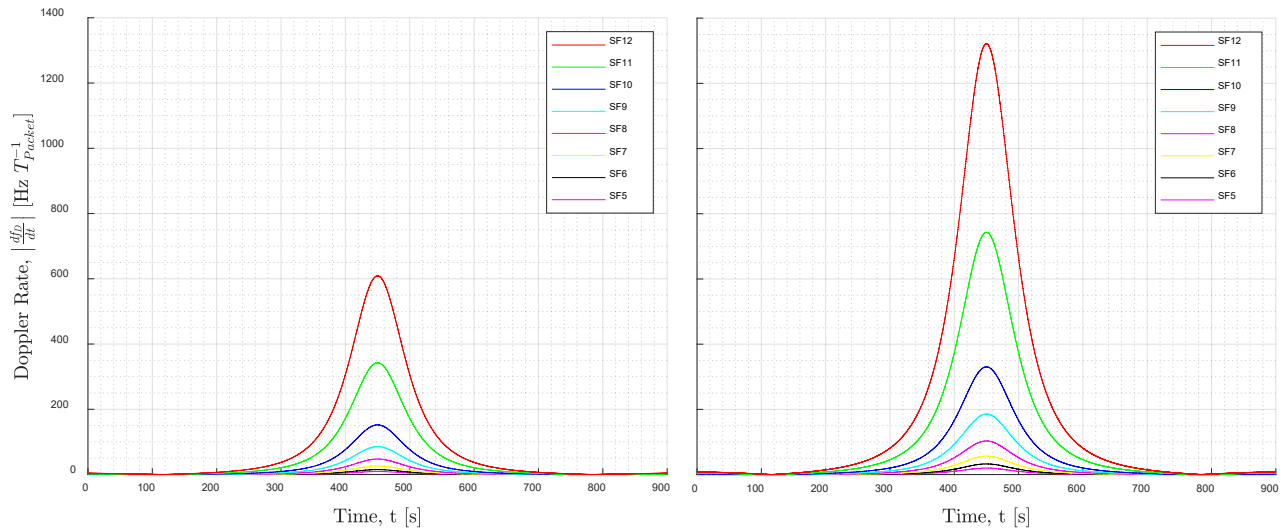 1400
1200
1000
800
600
400
200
0
Doppler Rate, |df_D/dt| [Hz T_Packet^-1]
SF12
SF11
SF10
SF9
SF8
SF7
SF6
SF5
0 100 200 300 400 500 600 700 800 900
Time, t [s]
SF12
SF11
SF10
SF9
SF8
SF7
SF6
SF5
0 100 200 300 400 500 600 700 800 900
Time, t [s]